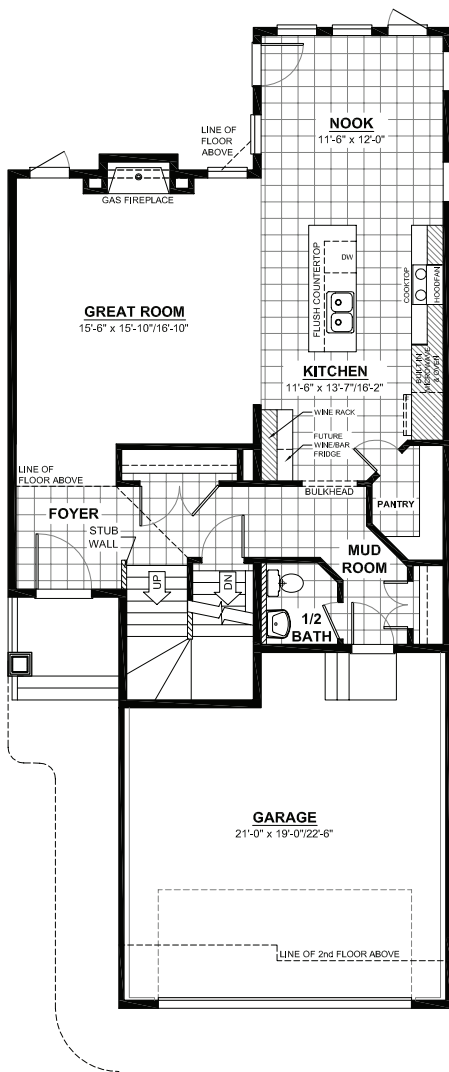 NOOK
11'-6" x 12'-0"
LINE OF
FLOOR
ABOVE
GAS FIREPLACE
FLUSH COUNTERTOP
DW
COOKTOP
HOODFAN
GREAT ROOM
15'-6" x 15'-10"/16'-10"
KITCHEN
11'-6" x 13'-7"/16'-2"
BUILT-IN
MICROWAVE
& OVEN
WINE RACK
FUTURE
WINE/BAR
FRIDGE
LINE OF
FLOOR ABOVE
BULKHEAD
PANTRY
FOYER
STUB
WALL
MUD
ROOM
UP
DN
1/2
BATH
GARAGE
21'-0" x 19'-0"/22'-6"
LINE OF 2nd FLOOR ABOVE